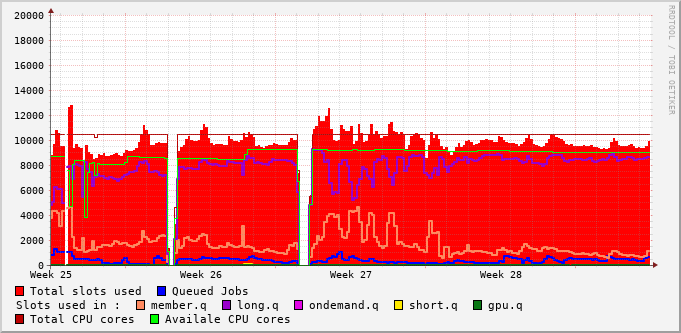 20000
18000
16000
14000
12000
10000
8000
6000
4000
2000
0
Week 25 Week 26 Week 27 Week 28
Total slots used Queued Jobs
Slots used in : member.q long.q ondemand.q short.q gpu.q
Total CPU cores Availale CPU cores
RRDTOOL / TOBI OETIKER